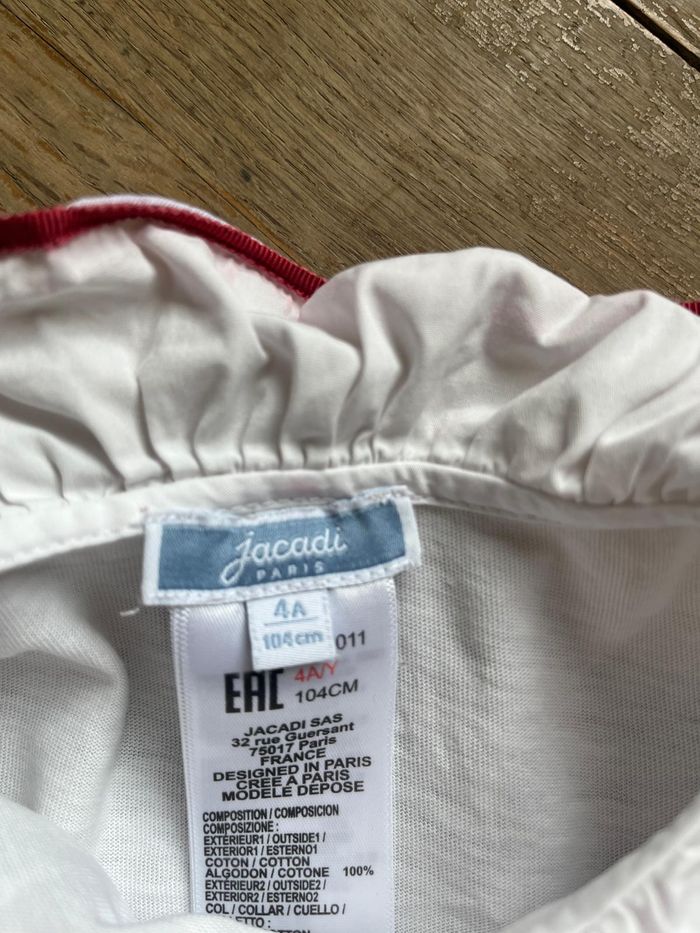 jacadi
PARIS
4A
104cm
011
EAC
4A/Y
104CM
JACADI SAS
32 rue Guersant
75017 Paris
FRANCE
DESIGNED IN PARIS
CREE A PARIS
MODELE DEPOSE
COMPOSITION / COMPOSICION
COMPOSIZIONE :
EXTERIEUR1 / OUTSIDE1 /
EXTERIOR1 / ESTERNO1
COTON / COTTON
ALGODON / COTONE 100%
EXTERIEUR2 / OUTSIDE2 /
EXTERIOR2 / ESTERNO2
COL / COLLAR / CUELLO /